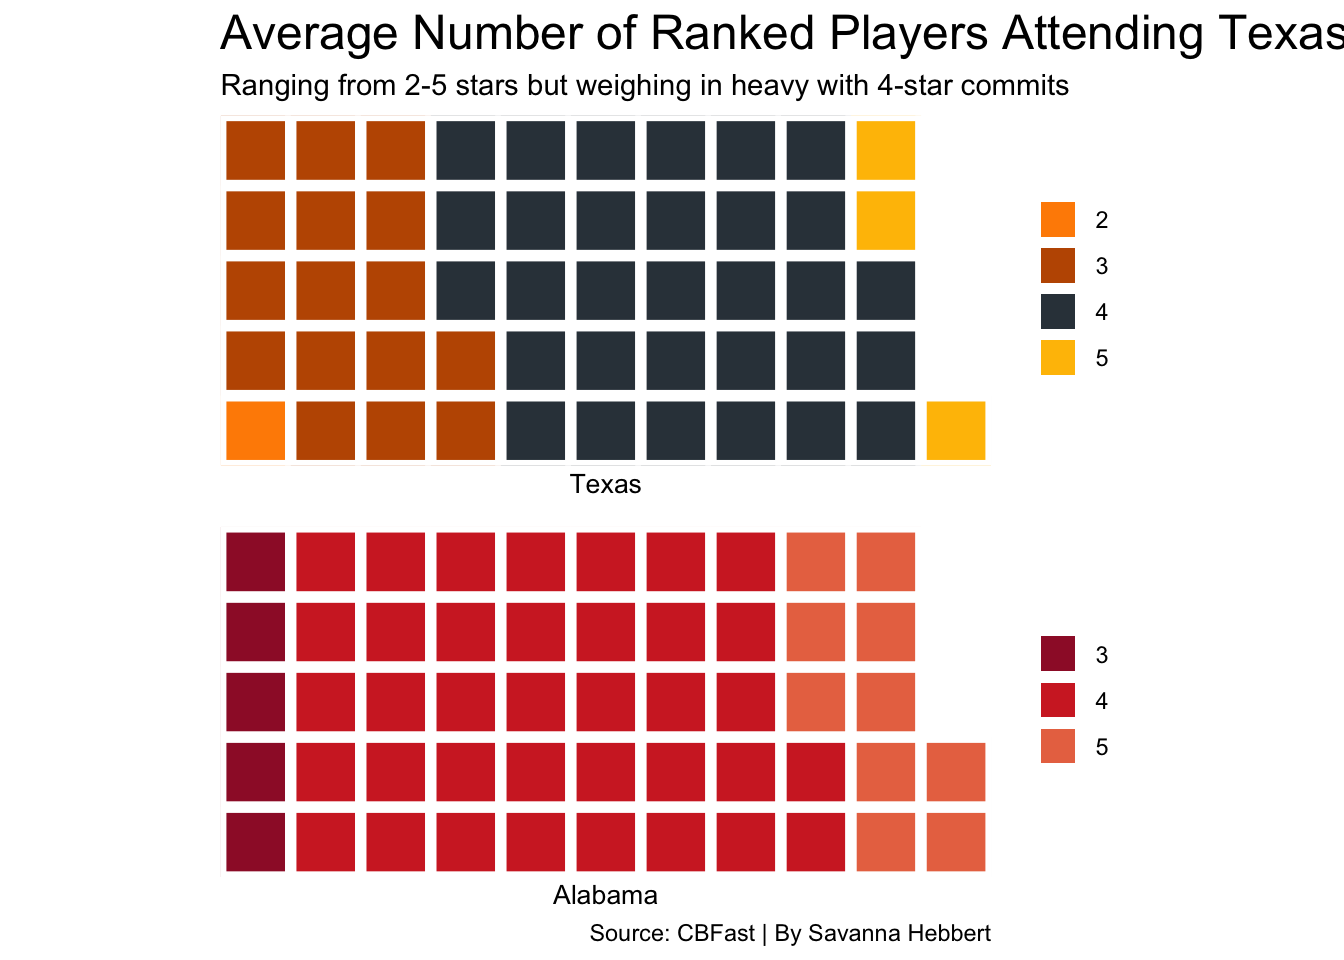 Average Number of Ranked Players Attending Texas
Ranging from 2-5 stars but weighing in heavy with 4-star commits
2
3
4
5
Texas
3
4
5
Alabama
Source: CBFast | By Savanna Hebbert